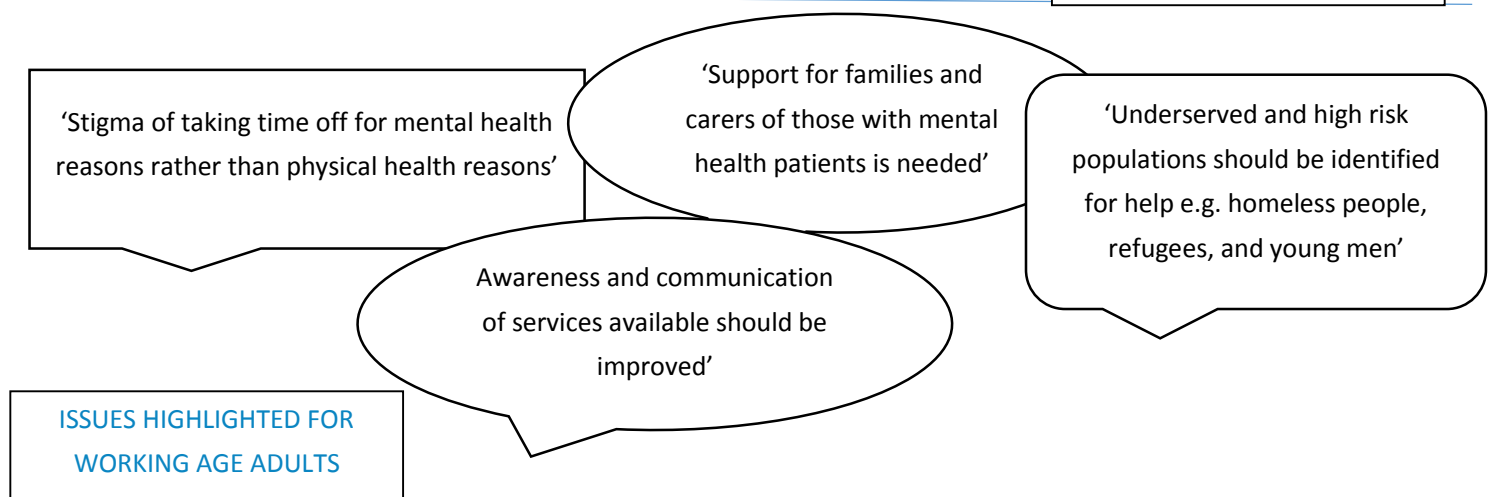 ‘Stigma of taking time off for mental health
reasons rather than physical health reasons’
‘Support for families and
carers of those with mental
health patients is needed’
‘Underserved and high risk
populations should be identified
for help e.g. homeless people,
refugees, and young men’
Awareness and communication
of services available should be
improved’
ISSUES HIGHLIGHTED FOR
WORKING AGE ADULTS